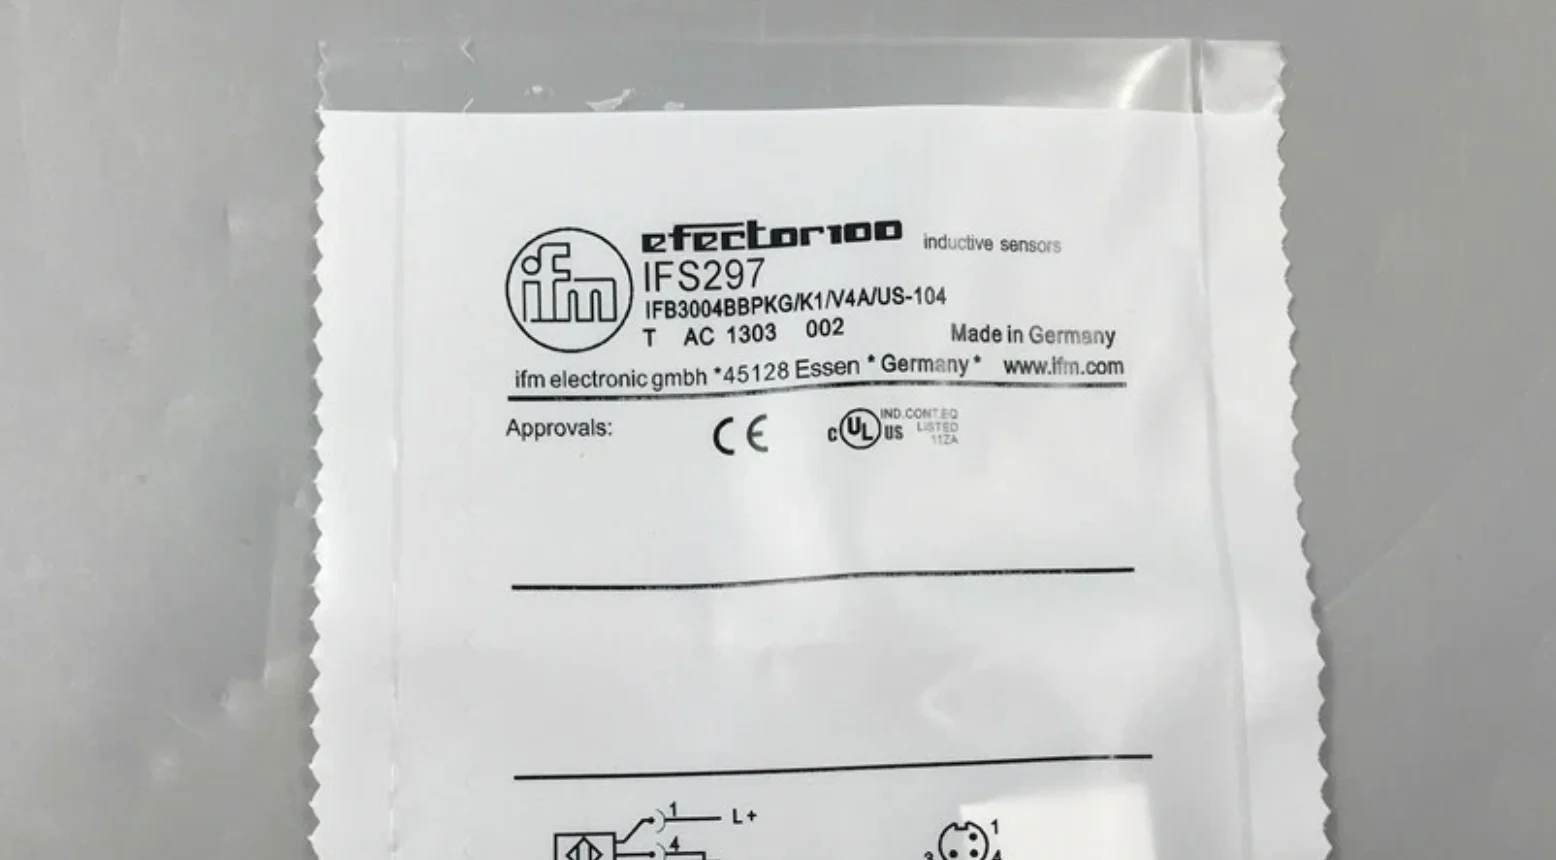 ifm
efector100 inductive sensors
IFS297
IFB3004BBPKG/K1/V4A/US-104
T AC 1303 002 Made in Germany
ifm electronic gmbh *45128 Essen * Germany * www.ifm.com
Approvals: CE c UL US IND.CONT.EQ
LISTED
11ZA
1 L+
4
1
3 4